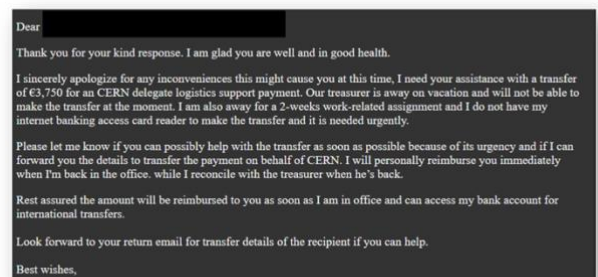 Dear
Thank you for your kind response. I am glad you are well and in good health.
I sincerely apologize for any inconveniences this might cause you at this time, I need your assistance with a transfer
of €3,750 for an CERN delegate logistics support payment. Our treasurer is away on vacation and will not be able to
make the transfer at the moment. I am also away for a 2-weeks work-related assignment and I do not have my
internet banking access card reader to make the transfer and it is needed urgently.
Please let me know if you can possibly help with the transfer as soon as possible because of its urgency and if I can
forward you the details to transfer the payment on behalf of CERN. I will personally reimburse you immediately
when I'm back in the office. while I reconcile with the treasurer when he’s back.
Rest assured the amount will be reimbursed to you as soon as I am in office and can access my bank account for
international transfers.
Look forward to your return email for transfer details of the recipient if you can help.
Best wishes,